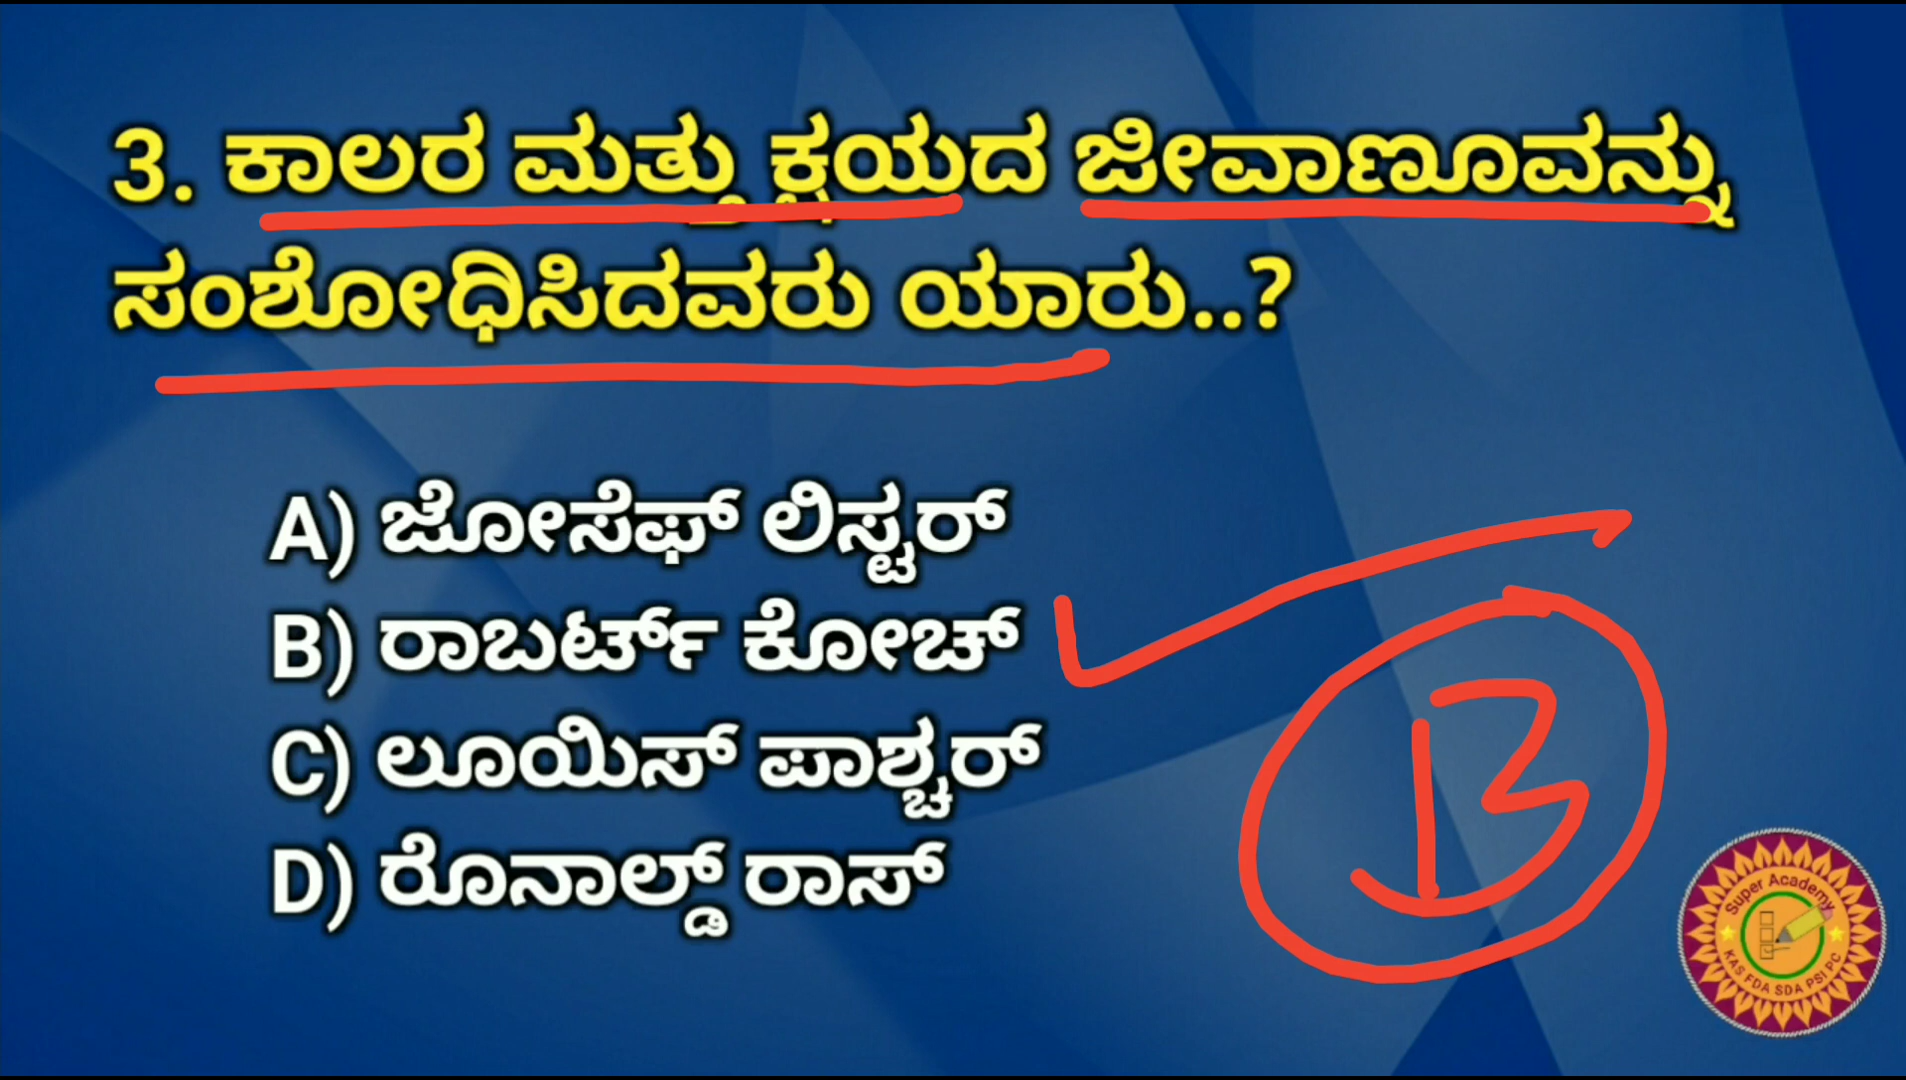 3. ಕಾಲರ ಮತ್ತು ಕ್ಷಯದ ಜೀವಾಣೂವನ್ನು
ಸಂಶೋಧಿಸಿದವರು ಯಾರು..?
A) ಜೋಸೆಫ್ ಲಿಸ್ಟರ್
B) ರಾಬರ್ಟ್ ಕೋಚ್
C) ಲೂಯಿಸ್ ಪಾಶ್ಚರ್
D) ರೊನಾಲ್ಡ್ ರಾಸ್
B
Super Academy
KAS FDA SDA PSI PC